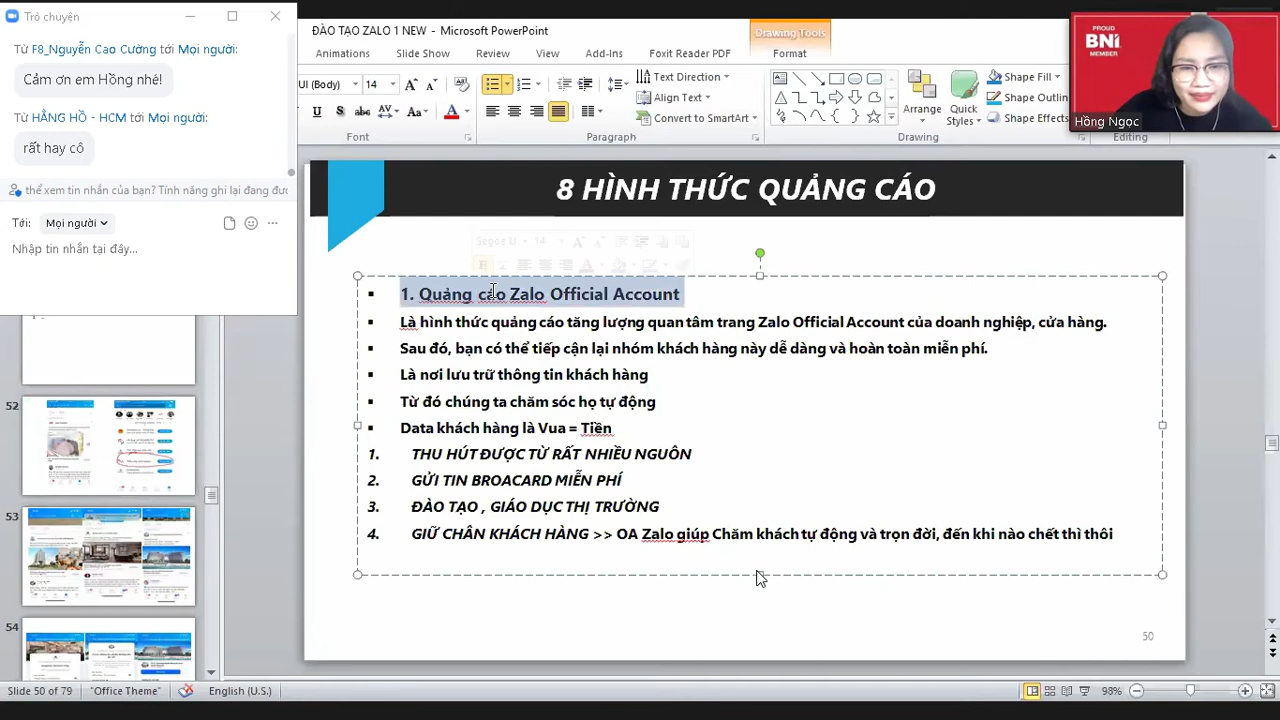 Trò chuyện
Từ F8_Nguyễn Cao Cường tới Mọi người:
Cảm ơn em Hồng nhé!
Từ HẰNG HỒ - HCM tới Mọi người:
rất hay cô
thể xem tin nhắn của bạn? Tính năng ghi lại đang đượ
Tới: Mọi người
Nhập tin nhắn tại đây...
ĐÀO TẠO ZALO 1 NEW - Microsoft PowerPoint
Drawing Tools
Animations Slide Show Review View Add-Ins Foxit Reader PDF Format
UI (Body) 14
Text Direction
Align Text
Convert to SmartArt
Arrange
Quick Styles
Shape Fill
Shape Outlin
Shape Effects
Font Paragraph Drawing Editing
PROUD
BNI
MEMBER
Hồng Ngọc
8 HÌNH THỨC QUẢNG CÁO
▪ 1. Quảng cáo Zalo Official Account
▪ Là hình thức quảng cáo tăng lượng quan tâm trang Zalo Official Account của doanh nghiệp, cửa hàng.
▪ Sau đó, bạn có thể tiếp cận lại nhóm khách hàng này dễ dàng và hoàn toàn miễn phí.
▪ Là nơi lưu trữ thông tin khách hàng
▪ Từ đó chúng ta chăm sóc họ tự động
▪ Data khách hàng là Vua = Tiền
1. THU HÚT ĐƯỢC TỪ RẤT NHIỀU NGUÔN
2. GỬI TIN BROACARD MIỄN PHÍ
3. ĐÀO TẠO , GIÁO DỤC THỊ TRƯỜNG
4. GIỮ CHÂN KHÁCH HÀNG >> OA Zalo giúp Chăm khách tự động và trọn đời, đến khi nào chết thì thôi
50
52
53
54
Slide 50 of 79 "Office Theme" English (U.S.) 98%